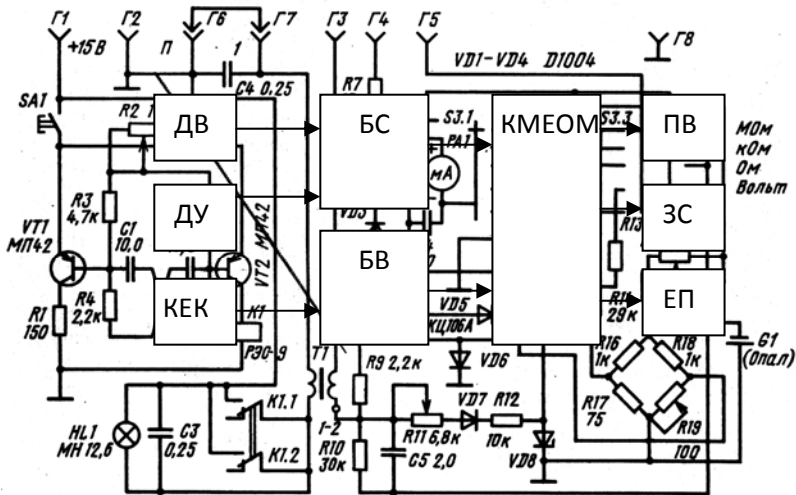 Г1 Г2 Г6 Г7 Г3 Г4 Г5 Г8
+15В П 1
VD1-VD4 D1004
C4 0,25 R7
SA1
R2
ДВ БС КМЕОМ ПВ
S3.1 S3.3
PA1
мА
МОм
кОм
Ом
Вольт
R3
4,7к
C1
10,0
VT1
МП42
ДУ
VT2 МП42
VD3
R13
ЗС
R4
2,2к
R1
150
КЕК БВ ЕП
K1
РЭС-9
VD5
КЦ106А
29к
G1
(Опал)
T1
R9 2,2к
VD6
R16
1к
R18
1к
K1.1
1-2
VD7 R12
R17
75
R19
100
HL1
МН 12,6
C3
0,25
K1.2
R10
30к
R11 6,8к
10к
C5 2,0
VD8